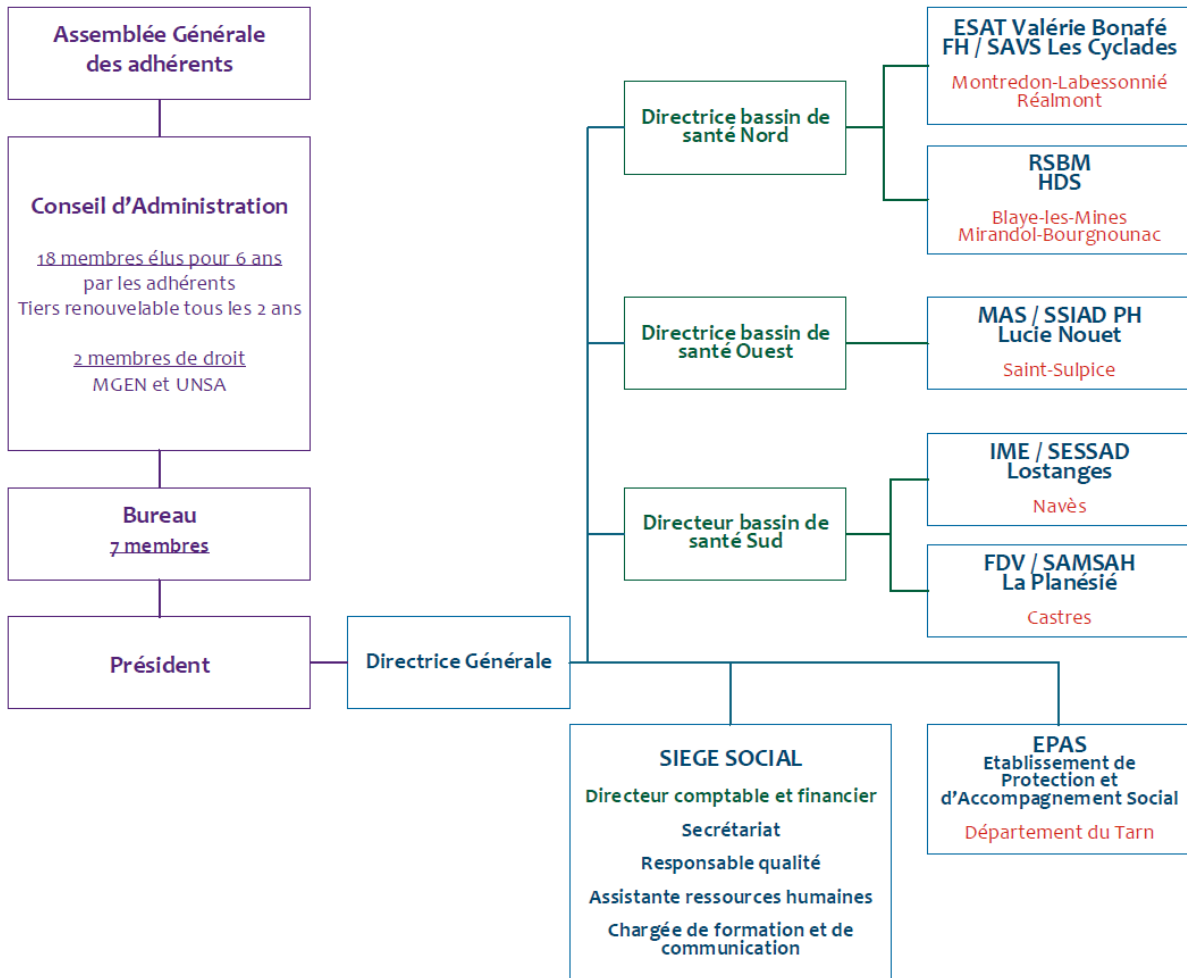 Assemblée Générale
des adhérents
Conseil d'Administration
18 membres élus pour 6 ans
par les adhérents
Tiers renouvelable tous les 2 ans
2 membres de droit
MGEN et UNSA
Bureau
7 membres
Président
Directrice Générale
Directrice bassin de
santé Nord
ESAT Valérie Bonafé
FH / SAVS Les Cyclades
Montredon-Labessonnié
Réalmont
RSBM
HDS
Blaye-les-Mines
Mirandol-Bourgnounac
Directrice bassin de
santé Ouest
MAS / SSIAD PH
Lucie Nouet
Saint-Sulpice
Directeur bassin de
santé Sud
IME / SESSAD
Lostanges
Navès
FDV / SAMSAH
La Planésié
Castres
SIEGE SOCIAL
Directeur comptable et financier
Secrétariat
Responsable qualité
Assistante ressources humaines
Chargée de formation et de
communication
EPAS
Etablissement de
Protection et
d'Accompagnement Social
Département du Tarn